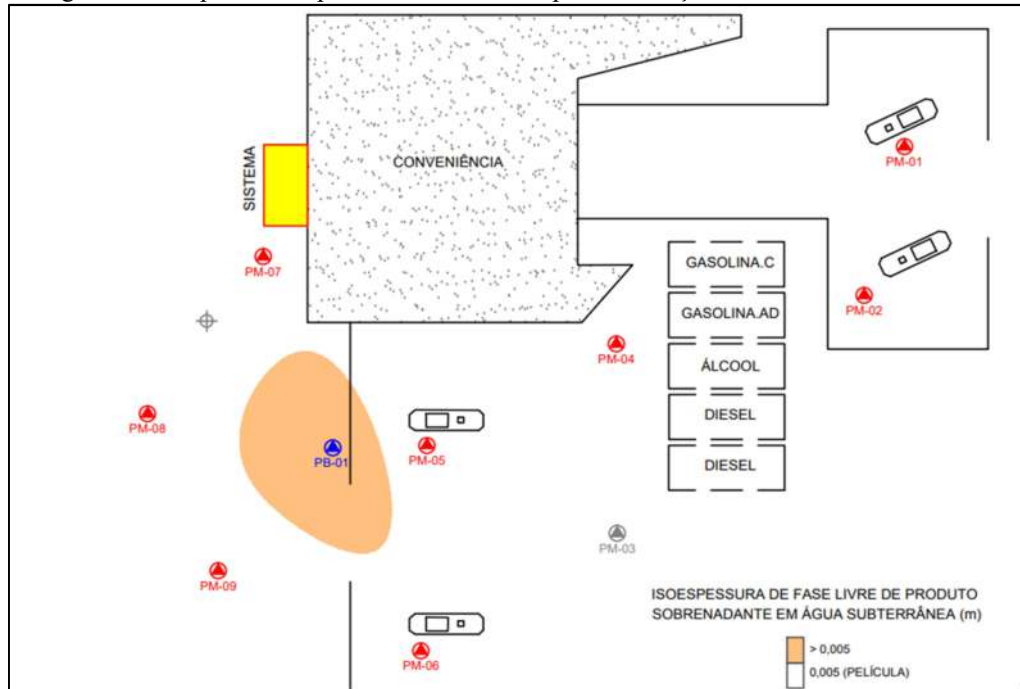 CONVENIÊNCIA
SISTEMA
PM-01
PM-07
GASOLINA.C
PM-02
GASOLINA.AD
PM-04
ÁLCOOL
PM-08
DIESEL
PB-01
PM-05
DIESEL
PM-03
PM-09
ISOESPESSURA DE FASE LIVRE DE PRODUTO
SOBRENADANTE EM ÁGUA SUBTERRÂNEA (m)
> 0,005
0,005 (PELÍCULA)
PM-06